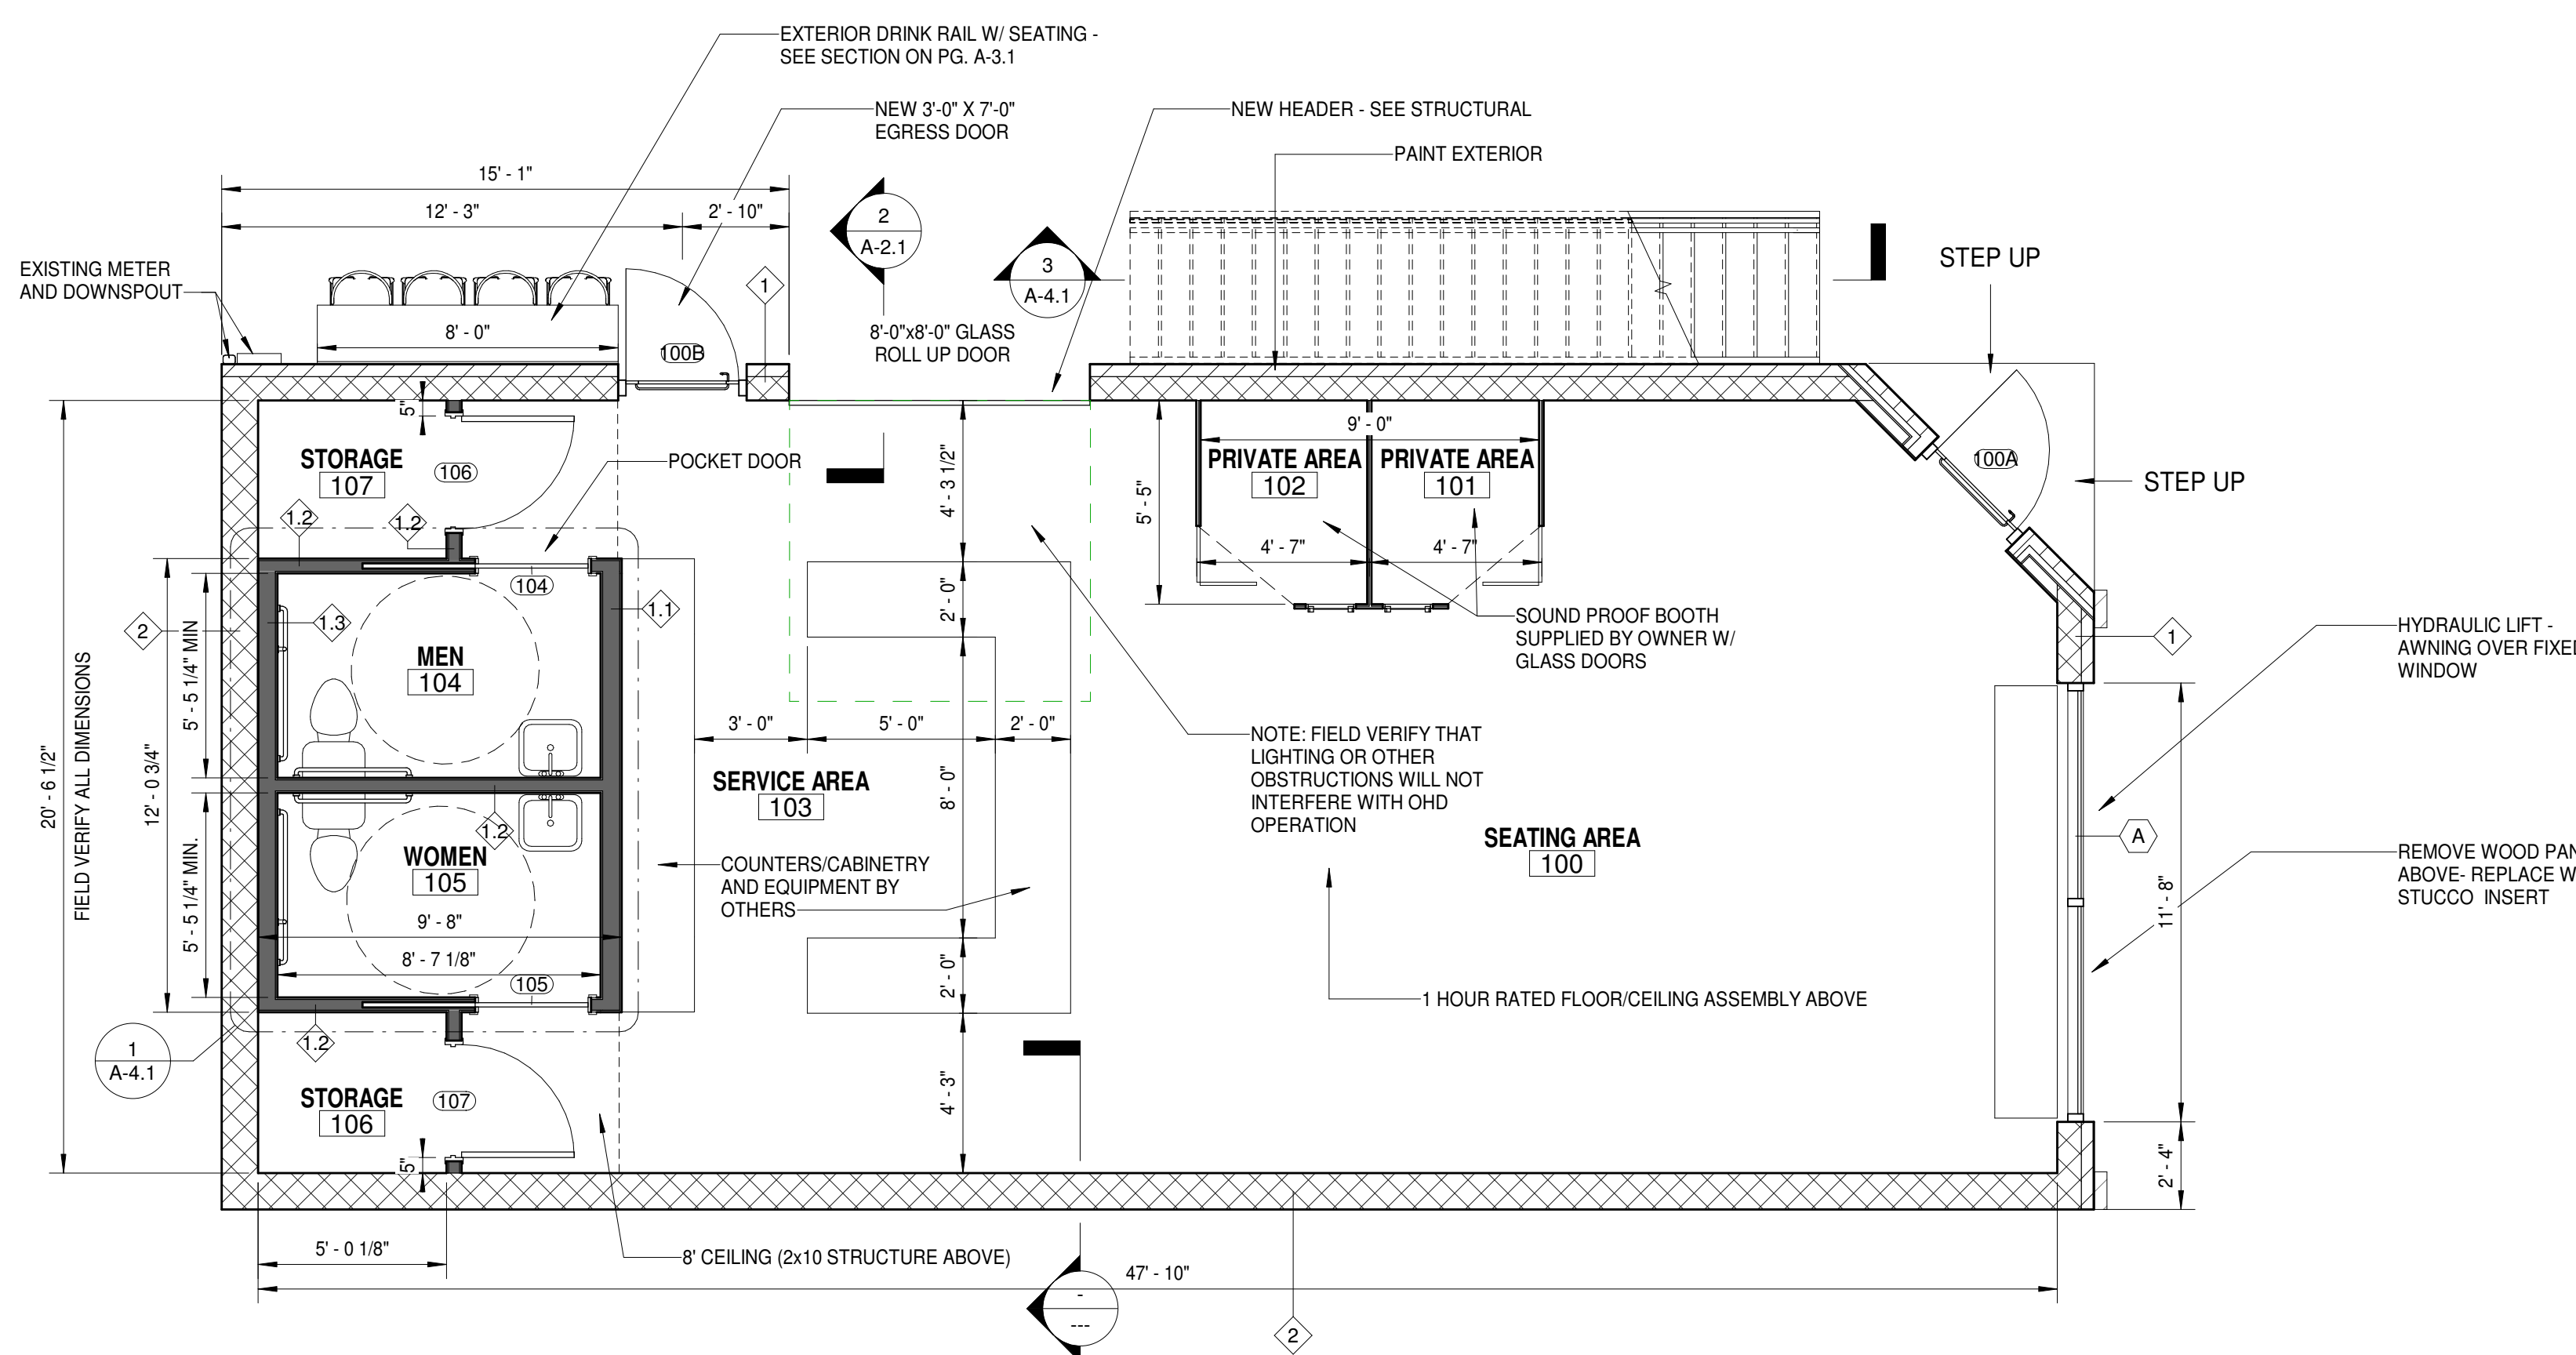 EXTERIOR DRINK RAIL W/ SEATING -
SEE SECTION ON PG. A-3.1
NEW 3'-0" X 7'-0"
EGRESS DOOR
NEW HEADER - SEE STRUCTURAL
PAINT EXTERIOR
15' - 1"
12' - 3"
2' - 10"
2
A-2.1
3
A-4.1
STEP UP
EXISTING METER
AND DOWNSPOUT
1
8' - 0"
100B
8'-0"x8'-0" GLASS
ROLL UP DOOR
5"
9' - 0"
STORAGE
107
106
POCKET DOOR
4' - 3 1/2"
5' - 5"
PRIVATE AREA
102
PRIVATE AREA
101
100A
STEP UP
1.2
1.2
4' - 7"
4' - 7"
104
2' - 0"
2
1.3
1.1
SOUND PROOF BOOTH
SUPPLIED BY OWNER W/
GLASS DOORS
1
HYDRAULIC LIFT -
AWNING OVER FIXED
WINDOW
MEN
104
5' - 5 1/4" MIN
FIELD VERIFY ALL DIMENSIONS
20' - 6 1/2"
12' - 0 3/4"
3' - 0"
5' - 0"
2' - 0"
NOTE: FIELD VERIFY THAT
LIGHTING OR OTHER
OBSTRUCTIONS WILL NOT
INTERFERE WITH OHD
OPERATION
SERVICE AREA
103
8' - 0"
1.2
SEATING AREA
100
A
WOMEN
105
5' - 5 1/4" MIN.
COUNTERS/CABINETRY
AND EQUIPMENT BY
OTHERS
11' - 8"
REMOVE WOOD PAN
ABOVE- REPLACE W
STUCCO INSERT
9' - 8"
8' - 7 1/8"
105
2' - 0"
1 HOUR RATED FLOOR/CEILING ASSEMBLY ABOVE
1
A-4.1
1.2
STORAGE
106
107
4' - 3"
5"
2' - 4"
5' - 0 1/8"
8' CEILING (2x10 STRUCTURE ABOVE)
47' - 10"
-
---
2